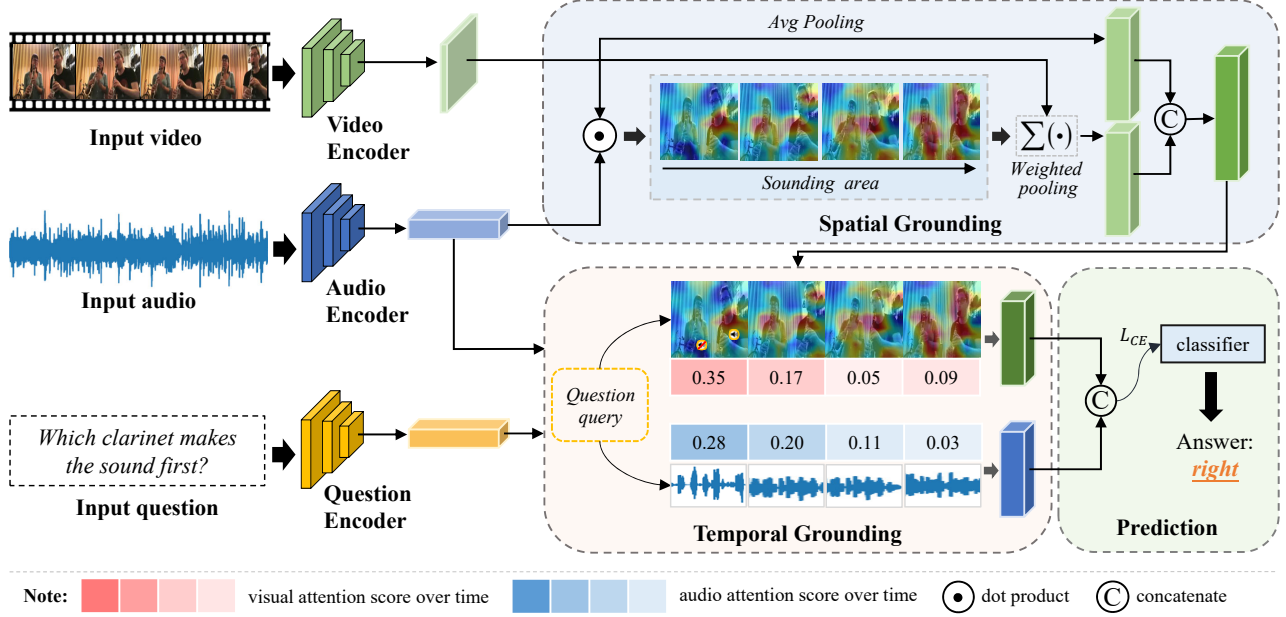 Input video
Video
Encoder
Avg Pooling
Sounding area
∑(•)
Weighted
pooling
C
Spatial Grounding
Input audio
Audio
Encoder
Which clarinet makes
the sound first?
Input question
Question
Encoder
Question
query
0.35 0.17 0.05 0.09
0.28 0.20 0.11 0.03
Temporal Grounding
C
L_CE
classifier
Answer:
right
Prediction
Note:
visual attention score over time
audio attention score over time
dot product
C
concatenate